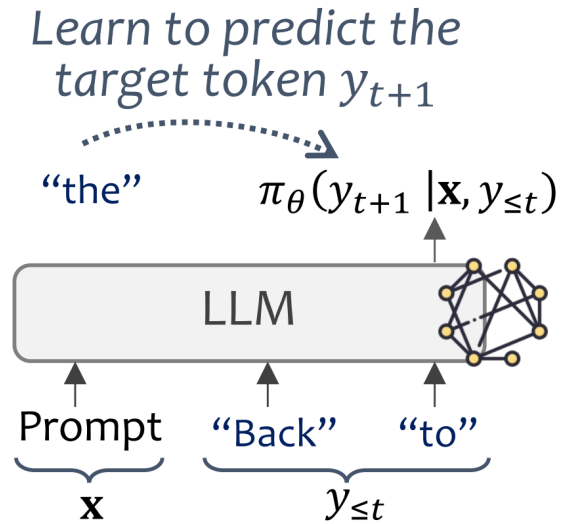 Learn to predict the
target token y_{t+1}
“the” π_θ(y_{t+1} |x, y_{≤t})
LLM
Prompt “Back” “to”
x y_{≤t}